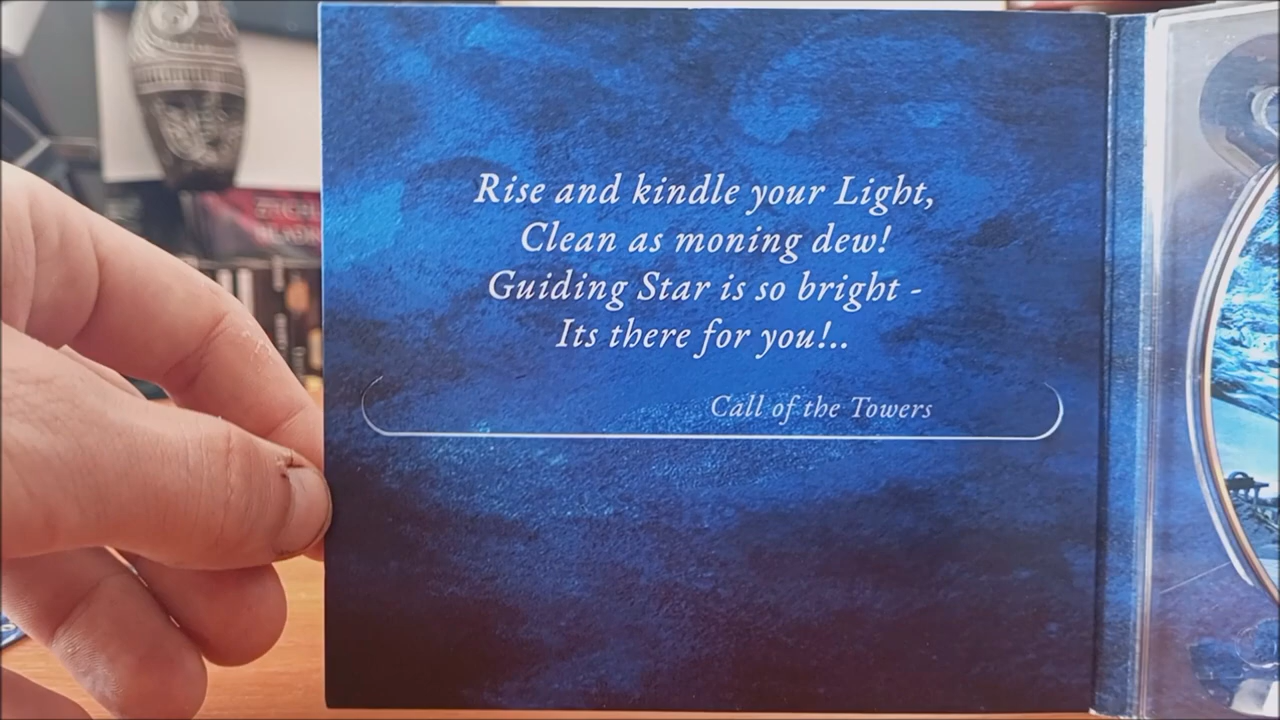 Rise and kindle your Light,
Clean as moning dew!
Guiding Star is so bright -
Its there for you!..
Call of the Towers